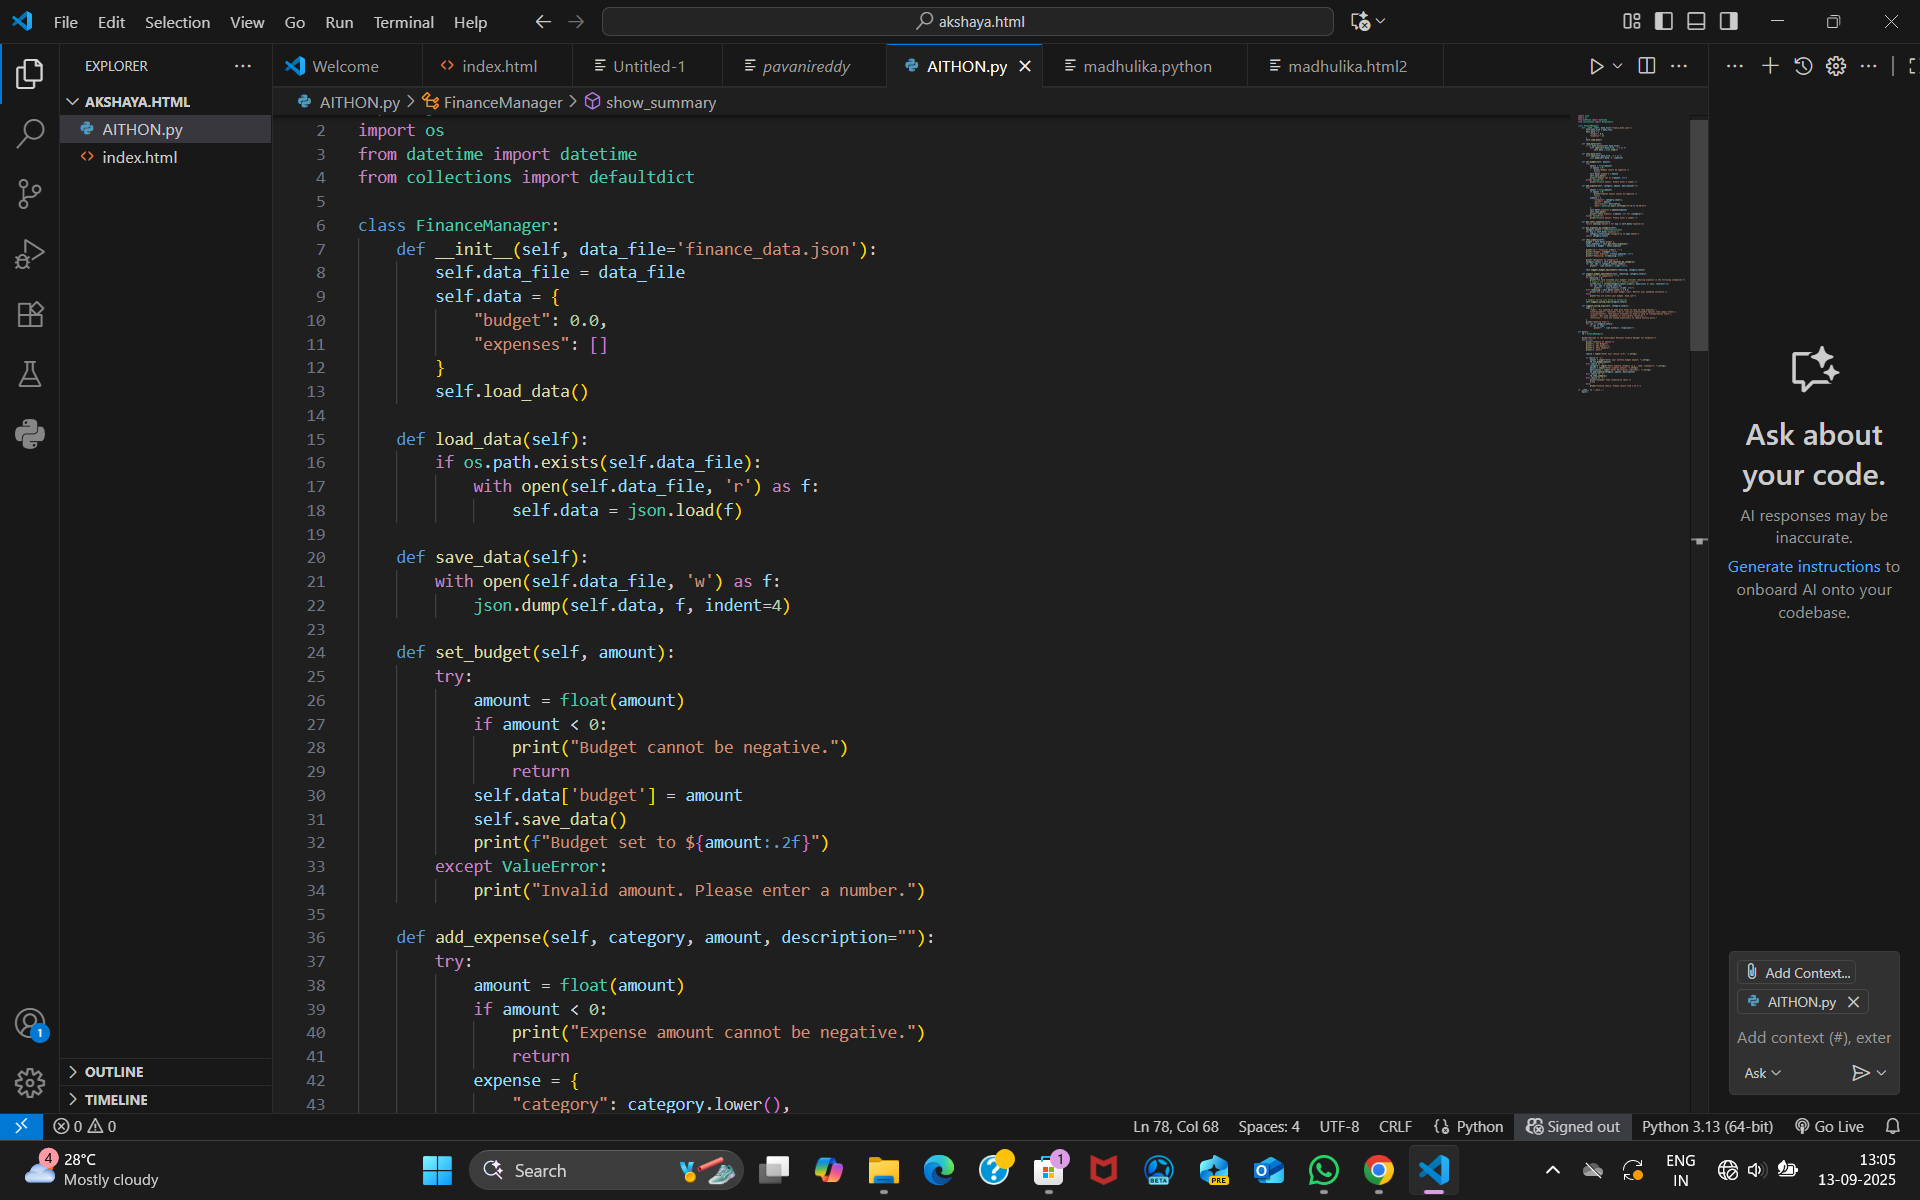 File Edit Selection View Go Run Terminal Help
akshaya.html
EXPLORER
Welcome
index.html
Untitled-1
pavanireddy
AITHON.py
madhulika.python
madhulika.html2
AKSHAYA.HTML
AITHON.py
index.html
AITHON.py > FinanceManager > show_summary
2 import os
3 from datetime import datetime
4 from collections import defaultdict
5
6 class FinanceManager:
7 def __init__(self, data_file='finance_data.json'):
8 self.data_file = data_file
9 self.data = {
10 "budget": 0.0,
11 "expenses": []
12 }
13 self.load_data()
14
15 def load_data(self):
16 if os.path.exists(self.data_file):
17 with open(self.data_file, 'r') as f:
18 self.data = json.load(f)
19
20 def save_data(self):
21 with open(self.data_file, 'w') as f:
22 json.dump(self.data, f, indent=4)
23
24 def set_budget(self, amount):
25 try:
26 amount = float(amount)
27 if amount < 0:
28 print("Budget cannot be negative.")
29 return
30 self.data['budget'] = amount
31 self.save_data()
32 print(f"Budget set to ${amount:.2f}")
33 except ValueError:
34 print("Invalid amount. Please enter a number.")
35
36 def add_expense(self, category, amount, description=""):
37 try:
38 amount = float(amount)
39 if amount < 0:
40 print("Expense amount cannot be negative.")
41 return
42 expense = {
43 "category": category.lower(),
Ask about
your code.
AI responses may be
inaccurate.
Generate instructions to
onboard AI onto your
codebase.
Add Context...
AITHON.py
Add context (#), exter
Ask
1
OUTLINE
TIMELINE
0 0
Ln 78, Col 68 Spaces: 4 UTF-8 CRLF Python Signed out Python 3.13 (64-bit) Go Live
4
28°C
Mostly cloudy
Search
1
BETA
PRE
ENG
IN
13:05
13-09-2025